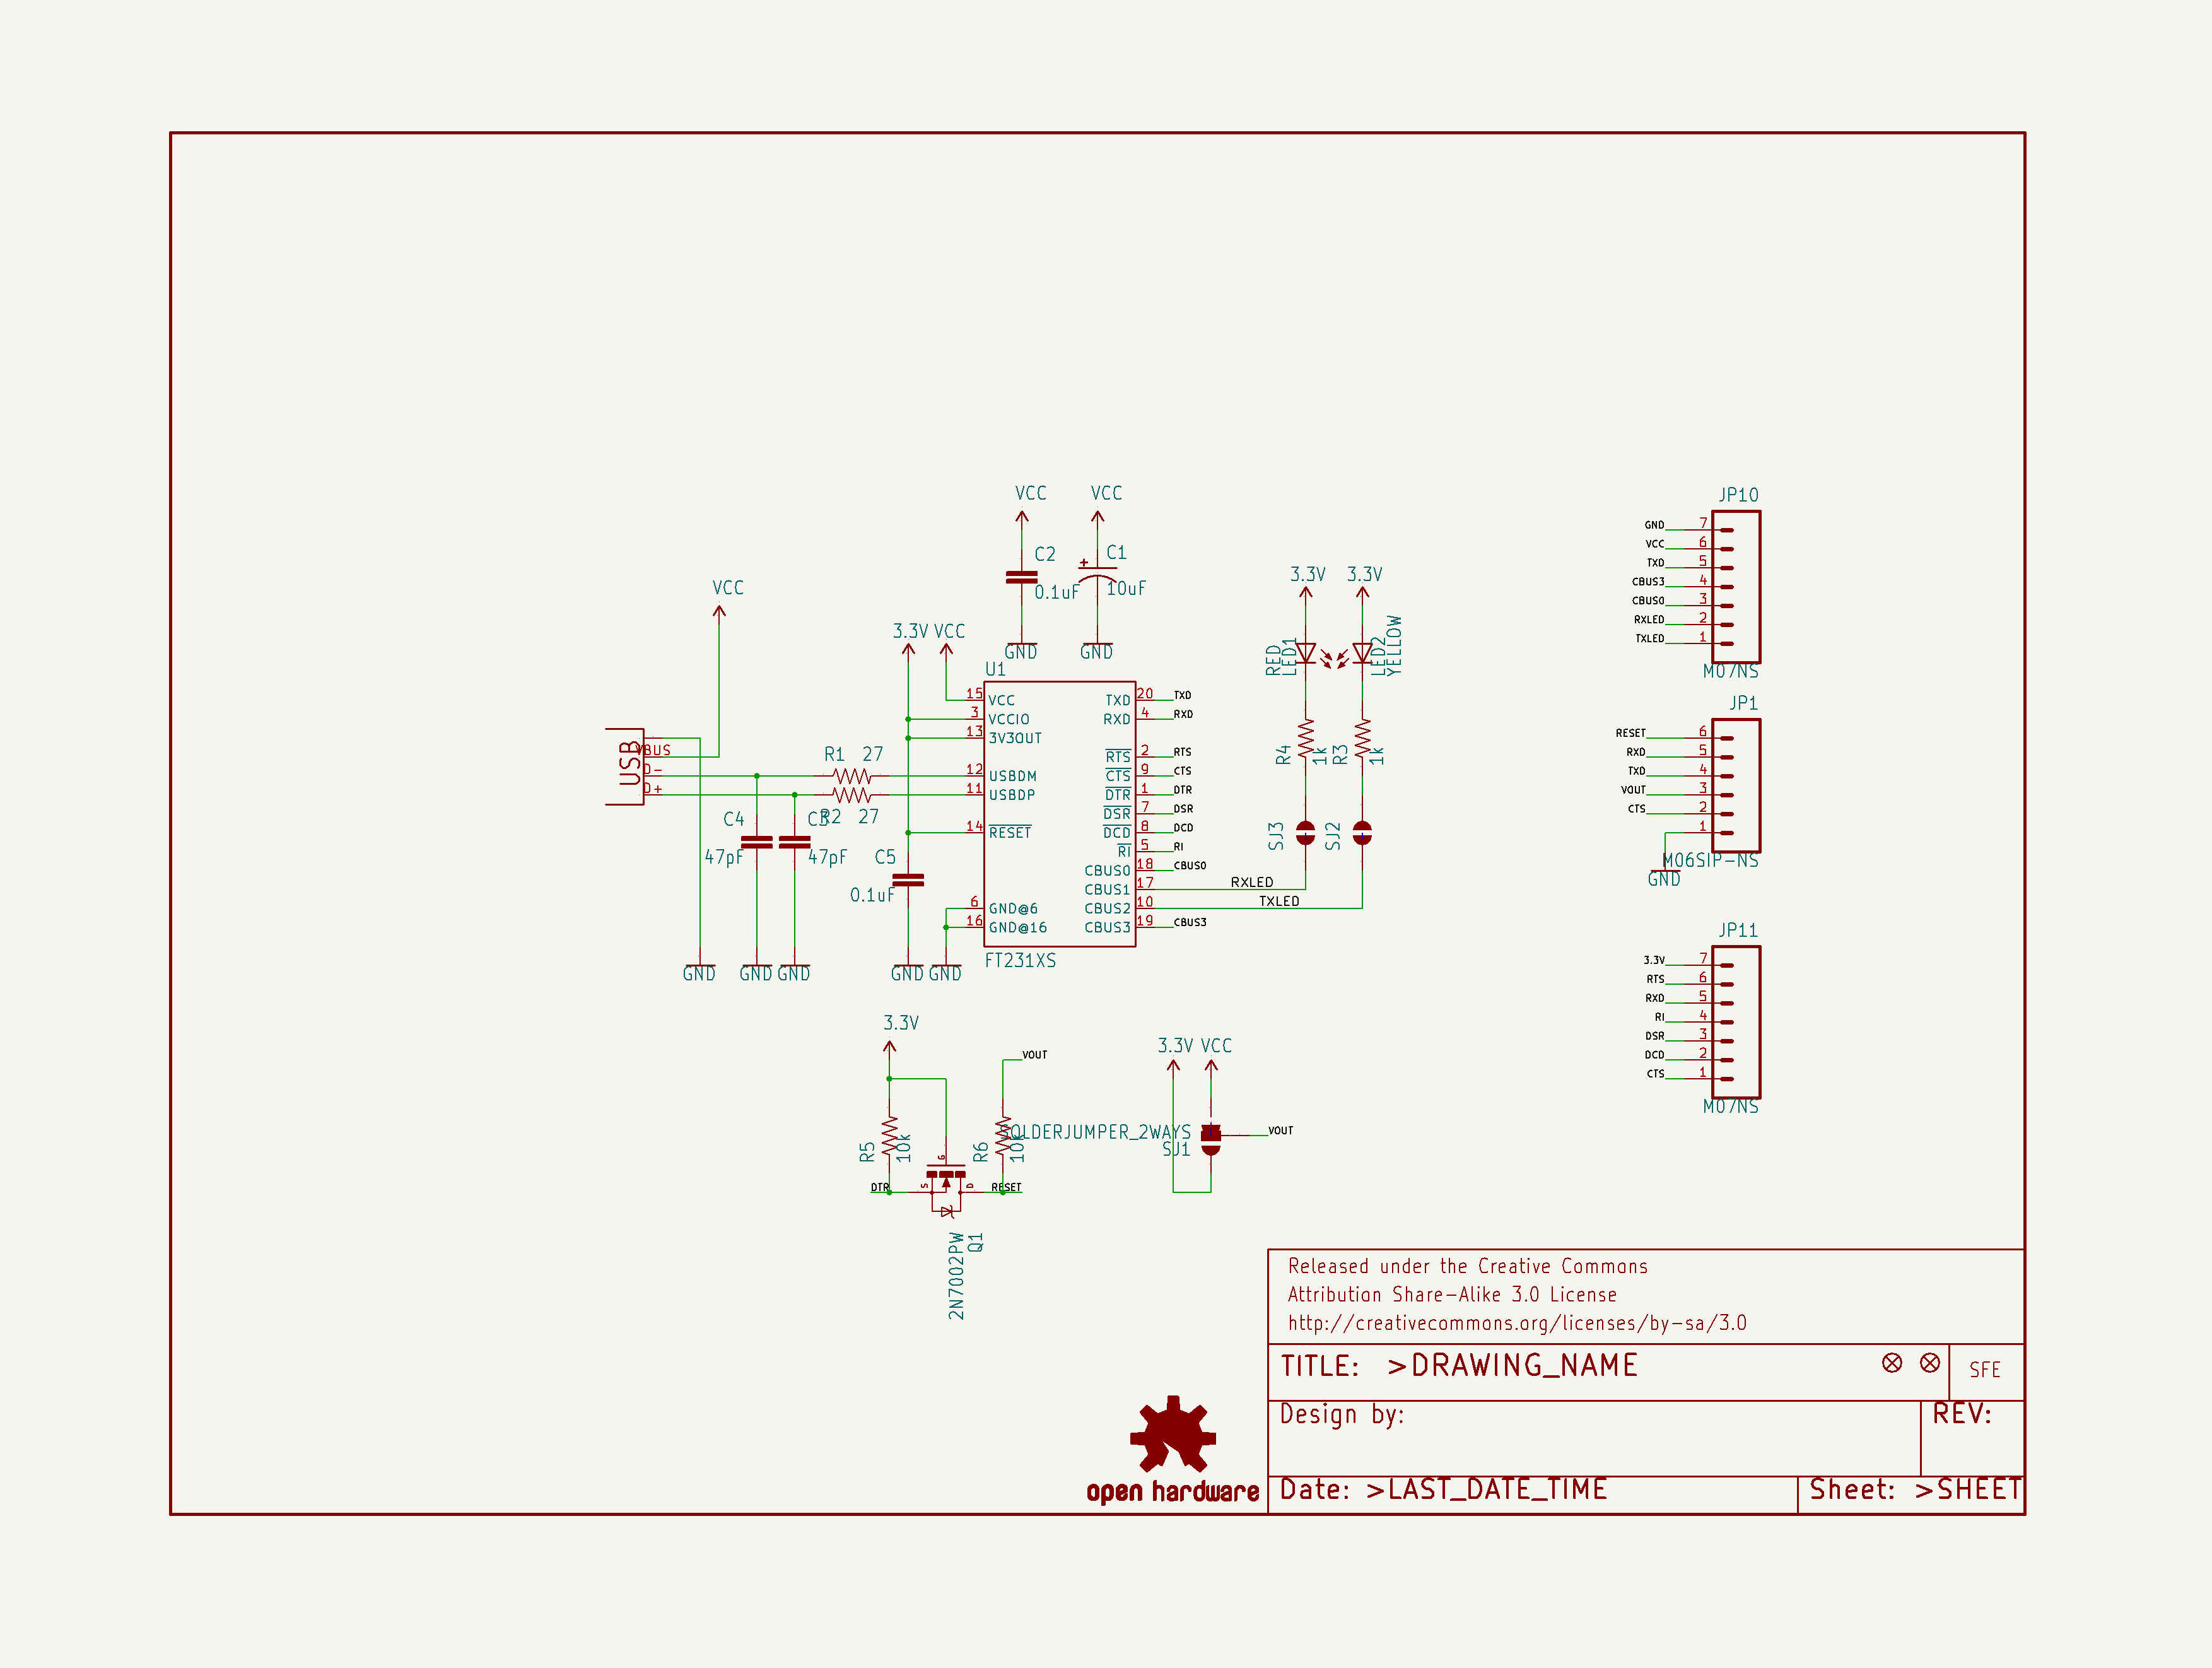 VCC VCC
C2 C1
0.1uF 10uF
GND GND
VCC
3.3V VCC
3.3V 3.3V
RED LED1 LED2 YELLOW
U1
15 VCC TXD 20 TXD
3 VCCIO RXD 4 RXD
13 3V3OUT
RTS 2 RTS
12 USBDM CTS 9 CTS
11 USBDP DTR 1 DTR
DSR 7 DSR
14 RESET DCD 8 DCD
RI 5 RI
CBUS0 18 CBUS0
CBUS1 17 RXLED
6 GND@6 CBUS2 10 TXLED
16 GND@16 CBUS3 19 CBUS3
FT231XS
USB
VBUS
D-
D+
R1 27
R2 27
C4 C3
47pF 47pF
C5
0.1uF
GND GND GND GND GND
R4 1k R3 1k
SJ3 SJ2
JP10
GND 7
VCC 6
TXD 5
CBUS3 4
CBUS0 3
RXLED 2
TXLED 1
M07NS
JP1
RESET 6
RXD 5
TXD 4
VOUT 3
CTS 2
1
M06SIP-NS
GND
JP11
3.3V 7
RTS 6
RXD 5
RI 4
DSR 3
DCD 2
CTS 1
M07NS
3.3V
VOUT
R5 10k R6 10k
G
S D
DTR RESET
2N7002PW Q1
3.3V VCC
SOLDERJUMPER_2WAYS
SJ1
VOUT
Released under the Creative Commons
Attribution Share-Alike 3.0 License
http://creativecommons.org/licenses/by-sa/3.0
TITLE: >DRAWING_NAME SFE
Design by: REV:
Date: >LAST_DATE_TIME Sheet: >SHEET
open hardware